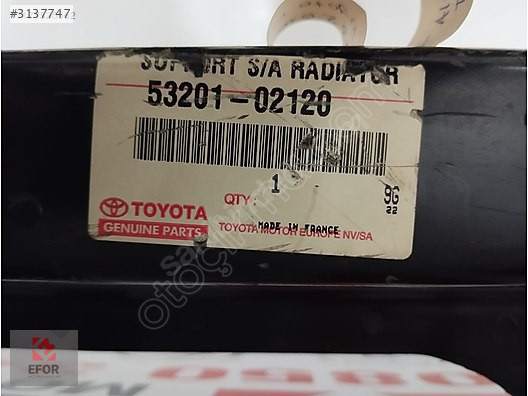 #3137747
SUPPORT S/A RADIATOR
53201-02120
1
QTY:
9G
22
TOYOTA
GENUINE PARTS
MADE IN FRANCE
TOYOTA MOTOR EUROPE NV/SA
EFOR